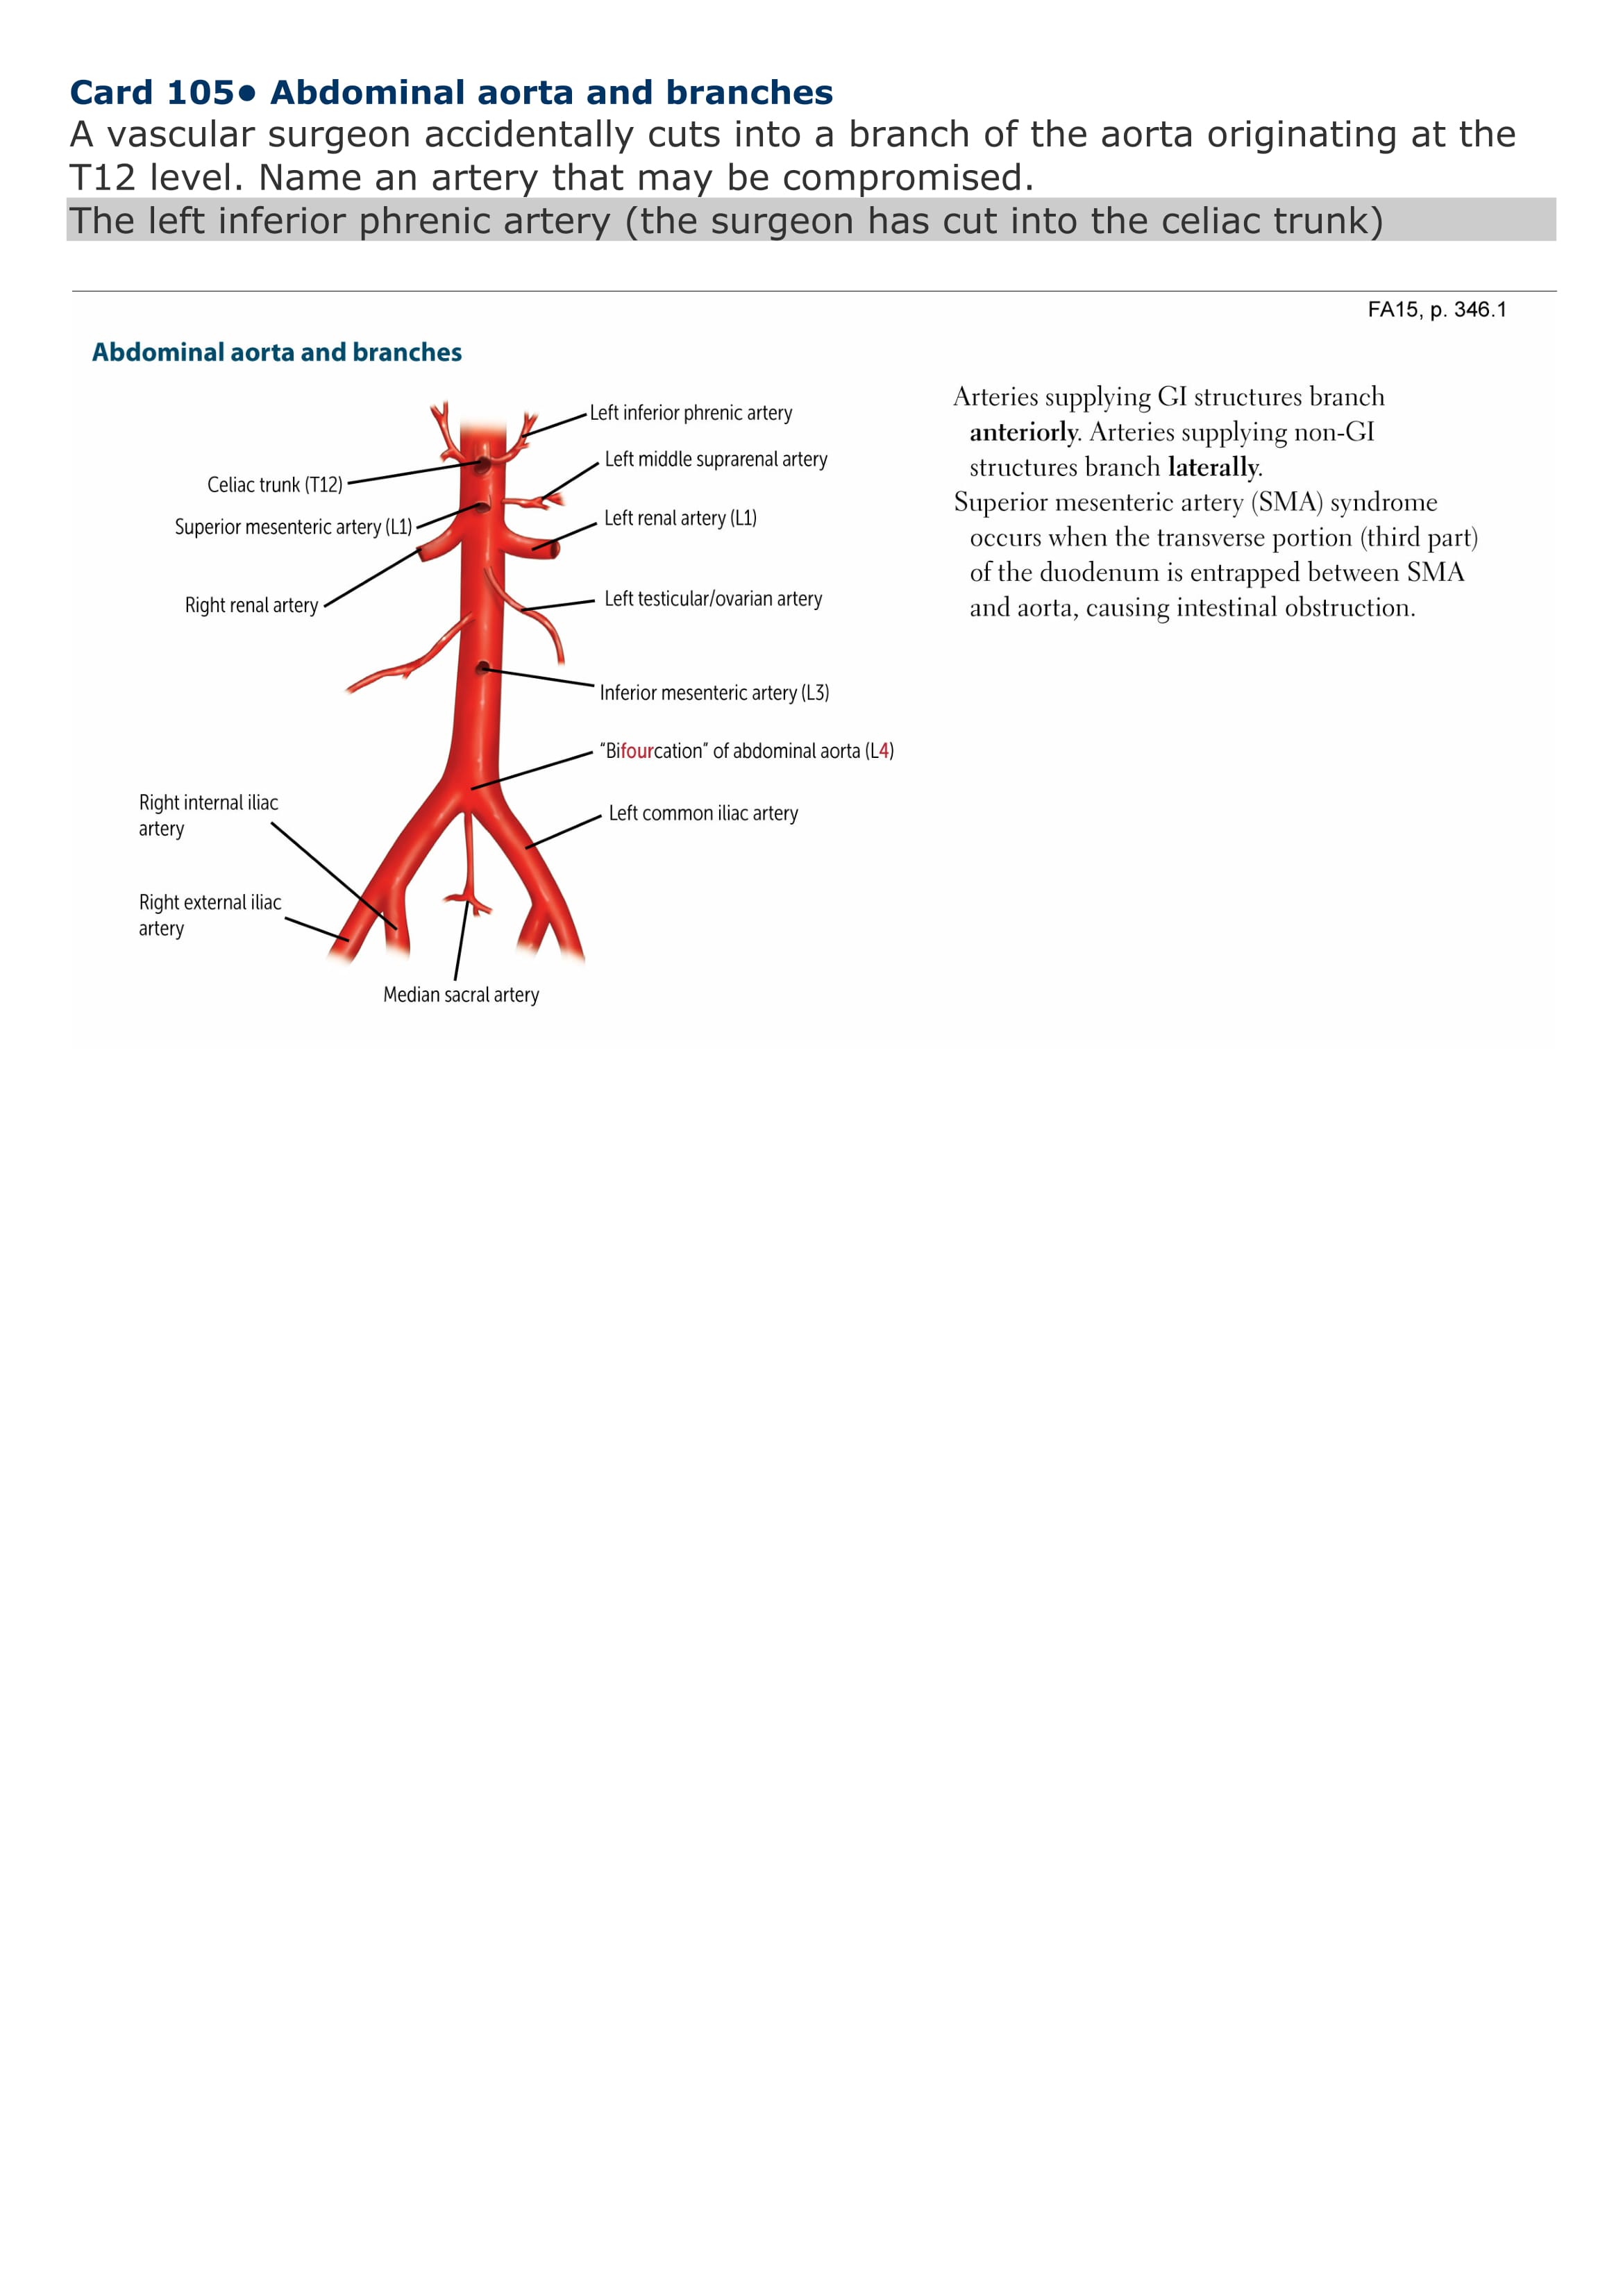 Card 105• Abdominal aorta and branches
A vascular surgeon accidentally cuts into a branch of the aorta originating at the
T12 level. Name an artery that may be compromised.
The left inferior phrenic artery (the surgeon has cut into the celiac trunk)
FA15, p. 346.1
Abdominal aorta and branches
Left inferior phrenic artery
Left middle suprarenal artery
Celiac trunk (T12)
Superior mesenteric artery (L1)
Left renal artery (L1)
Right renal artery
Left testicular/ovarian artery
Inferior mesenteric artery (L3)
“Bifourcation” of abdominal aorta (L4)
Right internal iliac
artery
Left common iliac artery
Right external iliac
artery
Median sacral artery
Arteries supplying GI structures branch
anteriorly. Arteries supplying non-GI
structures branch laterally.
Superior mesenteric artery (SMA) syndrome
occurs when the transverse portion (third part)
of the duodenum is entrapped between SMA
and aorta, causing intestinal obstruction.